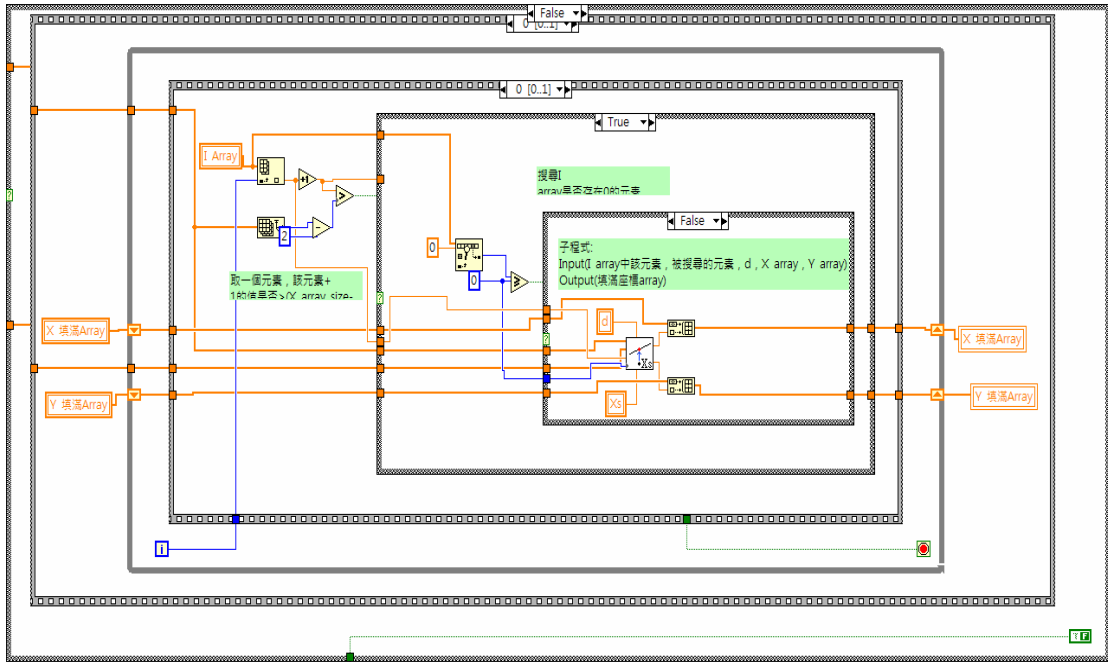 False
0 [0..1]
0 [0..1]
True
I Array
+1
>
2
-
取一個元素，該元素+
1的值是否>(X array size-
搜尋I
array是否存在0的元素
0
0
≥
False
子程式:
Input(I array中該元素，被搜尋的元素，d，X array，Y array)
Output(填滿座標array)
d
Xs
Xs
X 填滿Array
Y 填滿Array
X 填滿Array
Y 填滿Array
i
T F